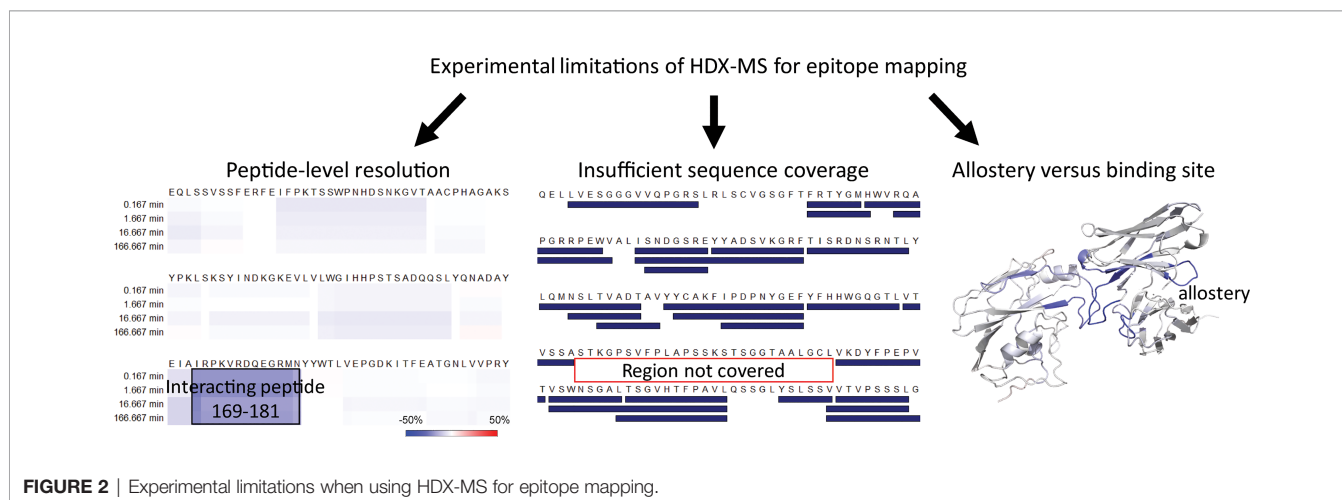 Experimental limitations of HDX-MS for epitope mapping
Peptide-level resolution
EQLSSVSSFERFEIFPKTSSWPNHDSNKGVTAACPHAGAKS
0.167 min
1.667 min
16.667 min
166.667 min
YPKLSKSYINDKGKEVLVLWGIHHPSTSADQQSLYQNADAY
0.167 min
1.667 min
16.667 min
166.667 min
EIAIRPKVRDQEGRMNYYWTLVEPGDKITFEATGNLVVPRY
0.167 min
1.667 min
16.667 min
166.667 min
Interacting peptide
169-181
-50%
50%
Insufficient sequence coverage
QELLVESGGGVVQPGRSLRLSCVGSGFTFRTYGMHWVRQA
PGRRPEWVALISNDGSREYYADSVKGRFTISRDNSRNTLY
LQMNSLTVADTAVYYCAKFIPDPNYGEFYFHHWGQGTLVT
VSSASTKGPSVFPLAPSSKSTSGGTAALGCLVKDYFPEPV
Region not covered
TVSWNSGALTSGVHTFPAVLQSSGLYSLSSVVTVPSSSLG
Allostery versus binding site
allostery
FIGURE 2 | Experimental limitations when using HDX-MS for epitope mapping.